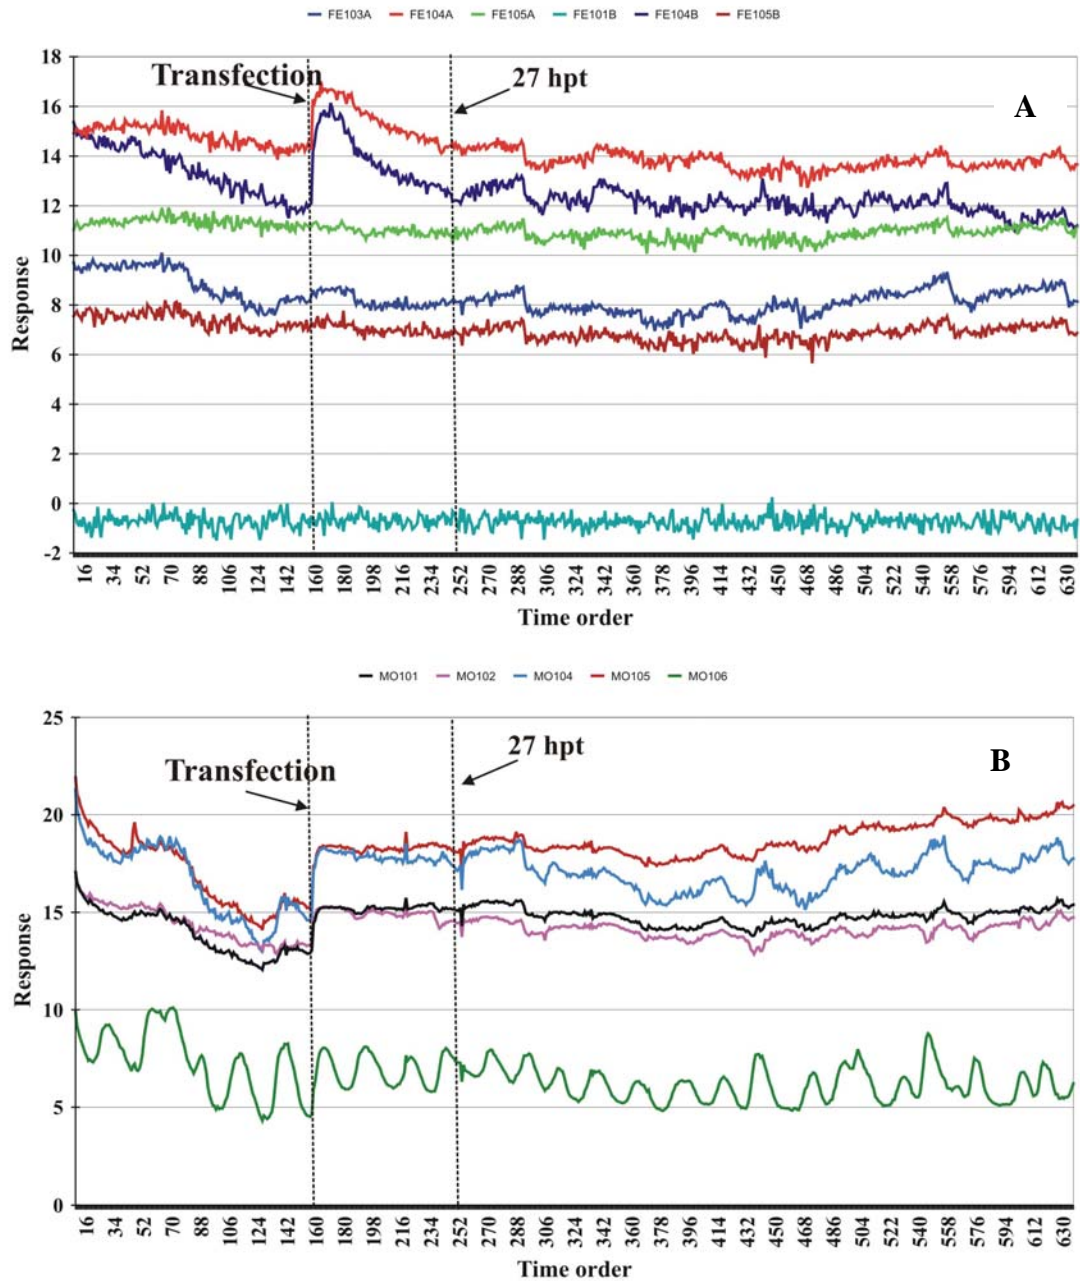 FE103A FE104A FE105A FE101B FE104B FE105B
18
Transfection
27 hpt
A
16
14
12
10
8
6
4
2
0
-2
Response
16 34 52 70 88 106 124 142 160 180 198 216 234 252 270 288 306 324 342 360 378 396 414 432 450 468 486 504 522 540 558 576 594 612 630
Time order
MO101 MO102 MO104 MO105 MO106
25
27 hpt
B
Transfection
20
15
10
5
0
Response
16 34 52 70 88 106 124 142 160 180 198 216 234 252 270 288 306 324 342 360 378 396 414 432 450 468 486 504 522 540 558 576 594 612 630
Time order